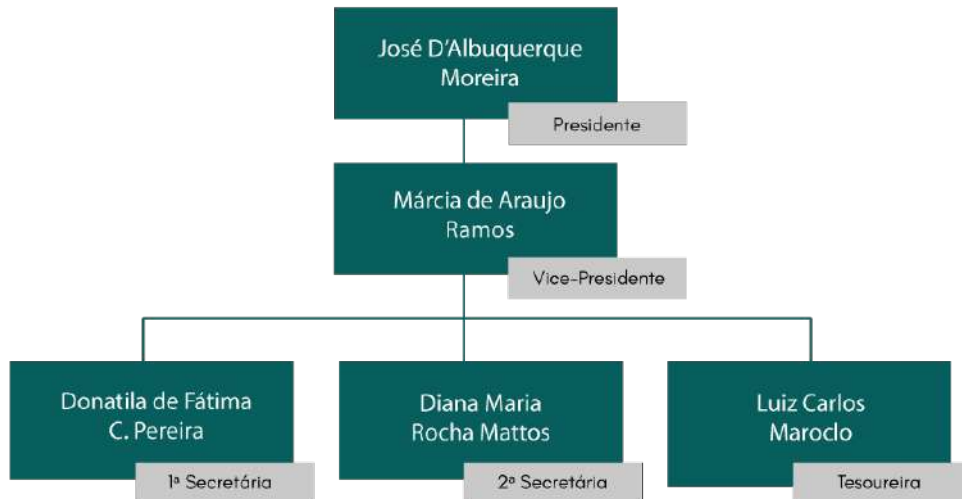 José D’Albuquerque
Moreira
Presidente
Márcia de Araujo
Ramos
Vice-Presidente
Donatila de Fátima
C. Pereira
1ª Secretária
Diana Maria
Rocha Mattos
2ª Secretária
Luiz Carlos
Maroclo
Tesoureira